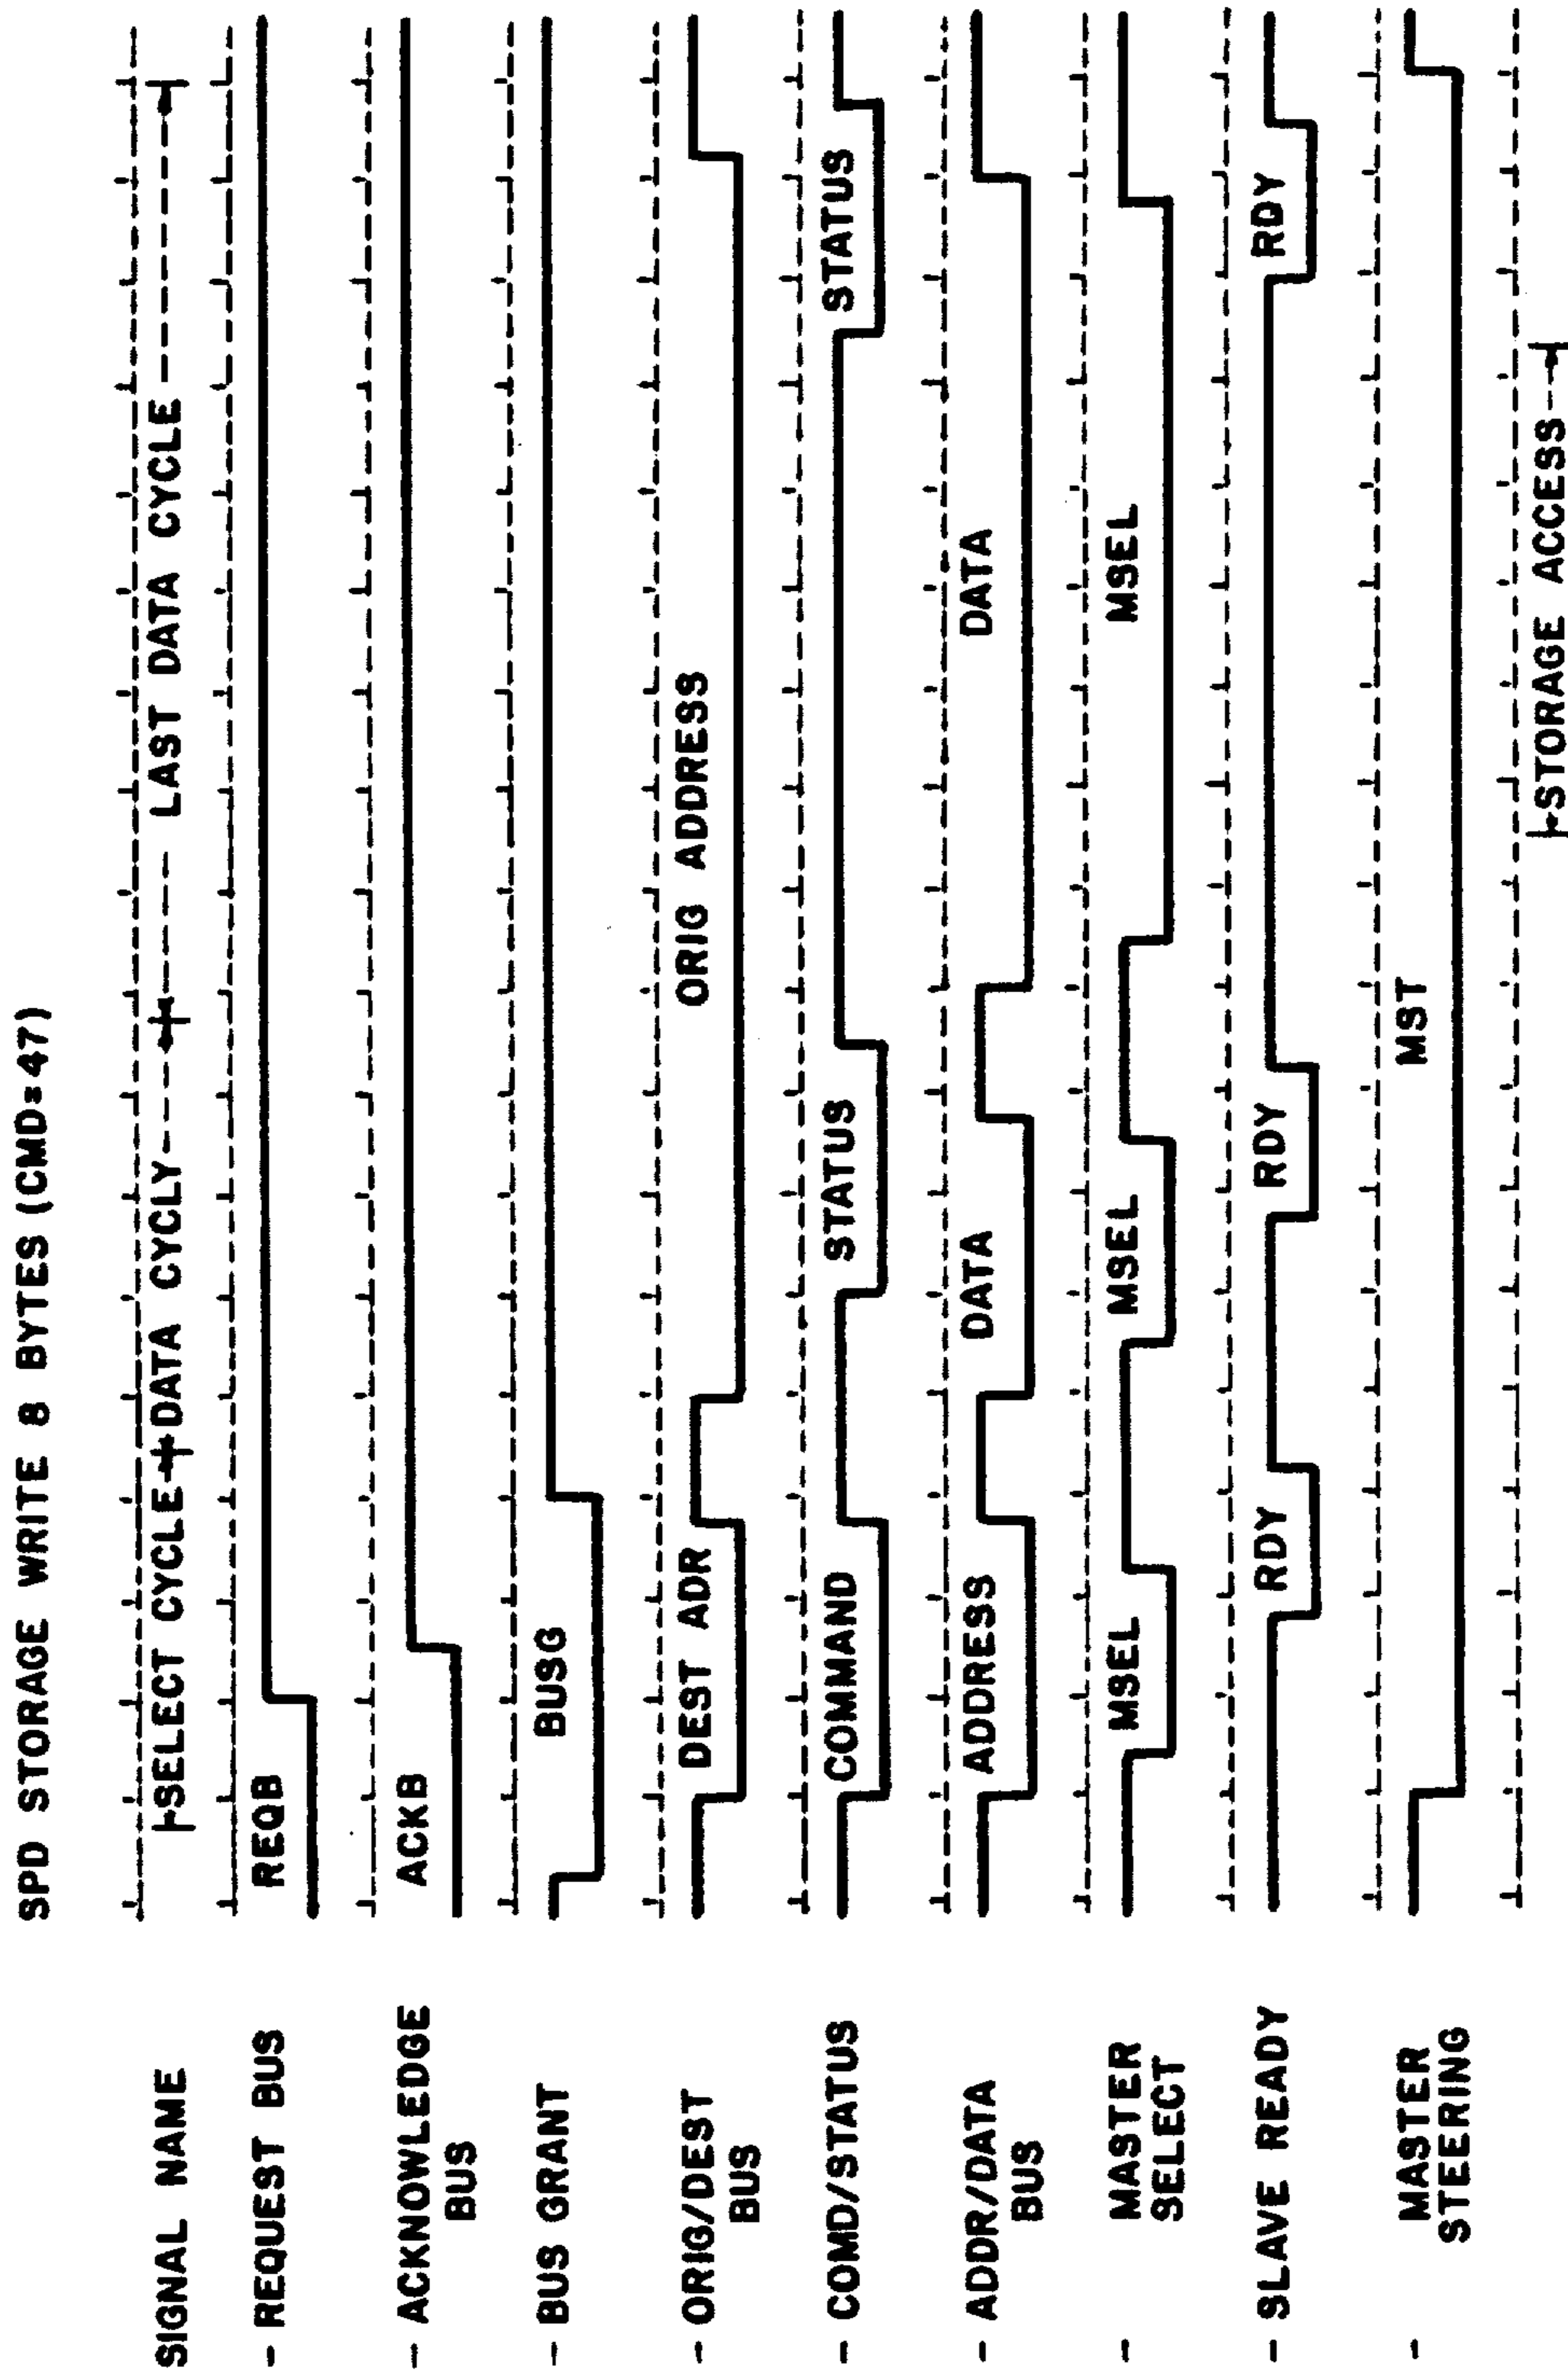 SPD STORAGE WRITE 8 BYTES (CMD=47)
SIGNAL NAME
SELECT CYCLE
DATA CYCLY
LAST DATA CYCLE
- REQUEST BUS
REQB
- ACKNOWLEDGE
BUS
ACKB
- BUS GRANT
BUSG
- ORIG/DEST
BUS
DEST ADR
ORIG ADDRESS
- COMD/STATUS
COMMAND
STATUS
STATUS
- ADDR/DATA
BUS
ADDRESS
DATA
DATA
- MASTER
SELECT
MSEL
MSEL
MSEL
- SLAVE READY
RDY
RDY
RDY
- MASTER
STEERING
MST
STORAGE ACCESS